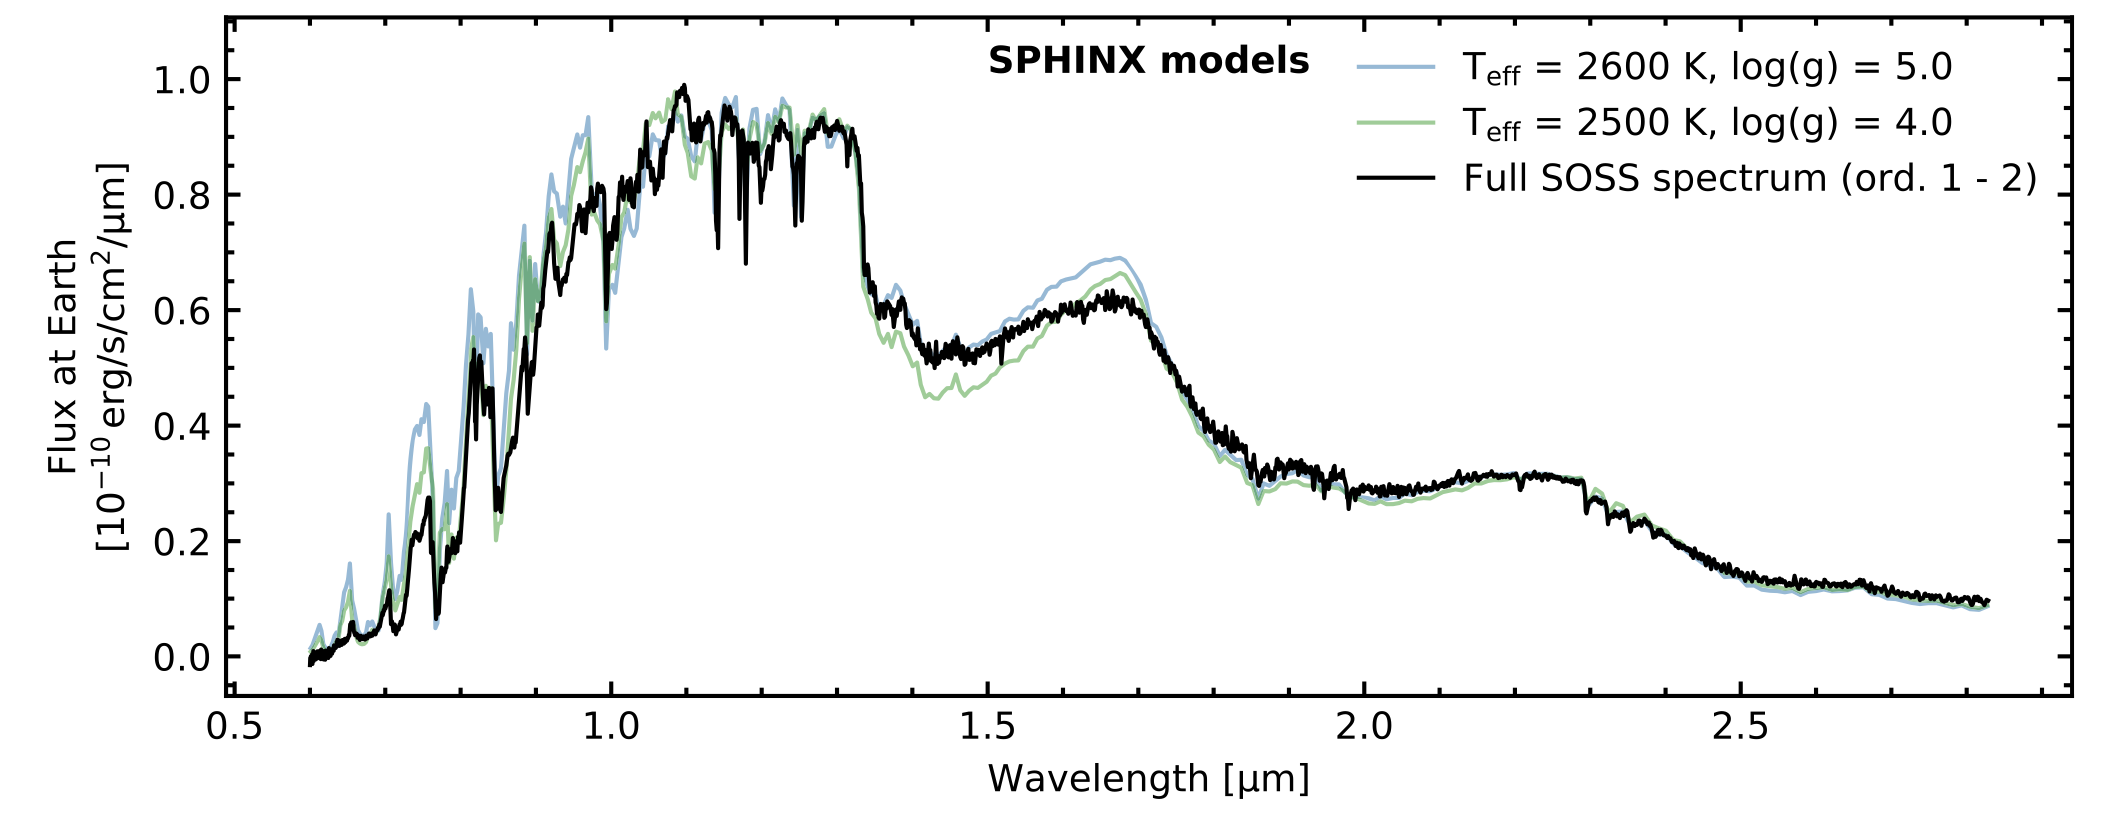 SPHINX models
T_eff = 2600 K, log(g) = 5.0
T_eff = 2500 K, log(g) = 4.0
Full SOSS spectrum (ord. 1 - 2)
Flux at Earth
[10⁻¹⁰ erg/s/cm²/µm]
1.0
0.8
0.6
0.4
0.2
0.0
0.5 1.0 1.5 2.0 2.5
Wavelength [µm]